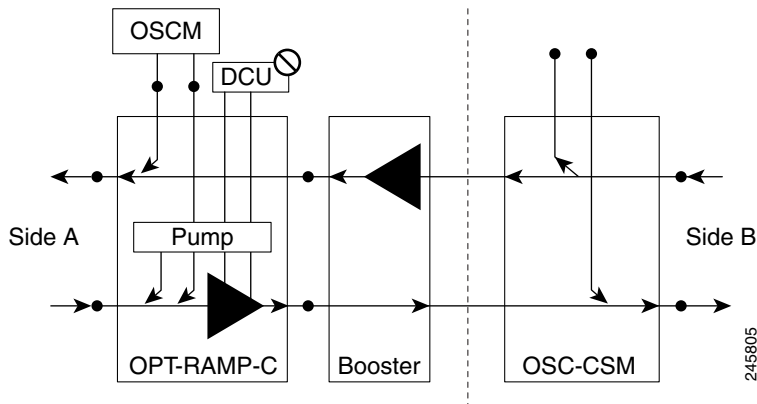 OSCM
DCU
Side A
Pump
Side B
OPT-RAMP-C
Booster
OSC-CSM
245805